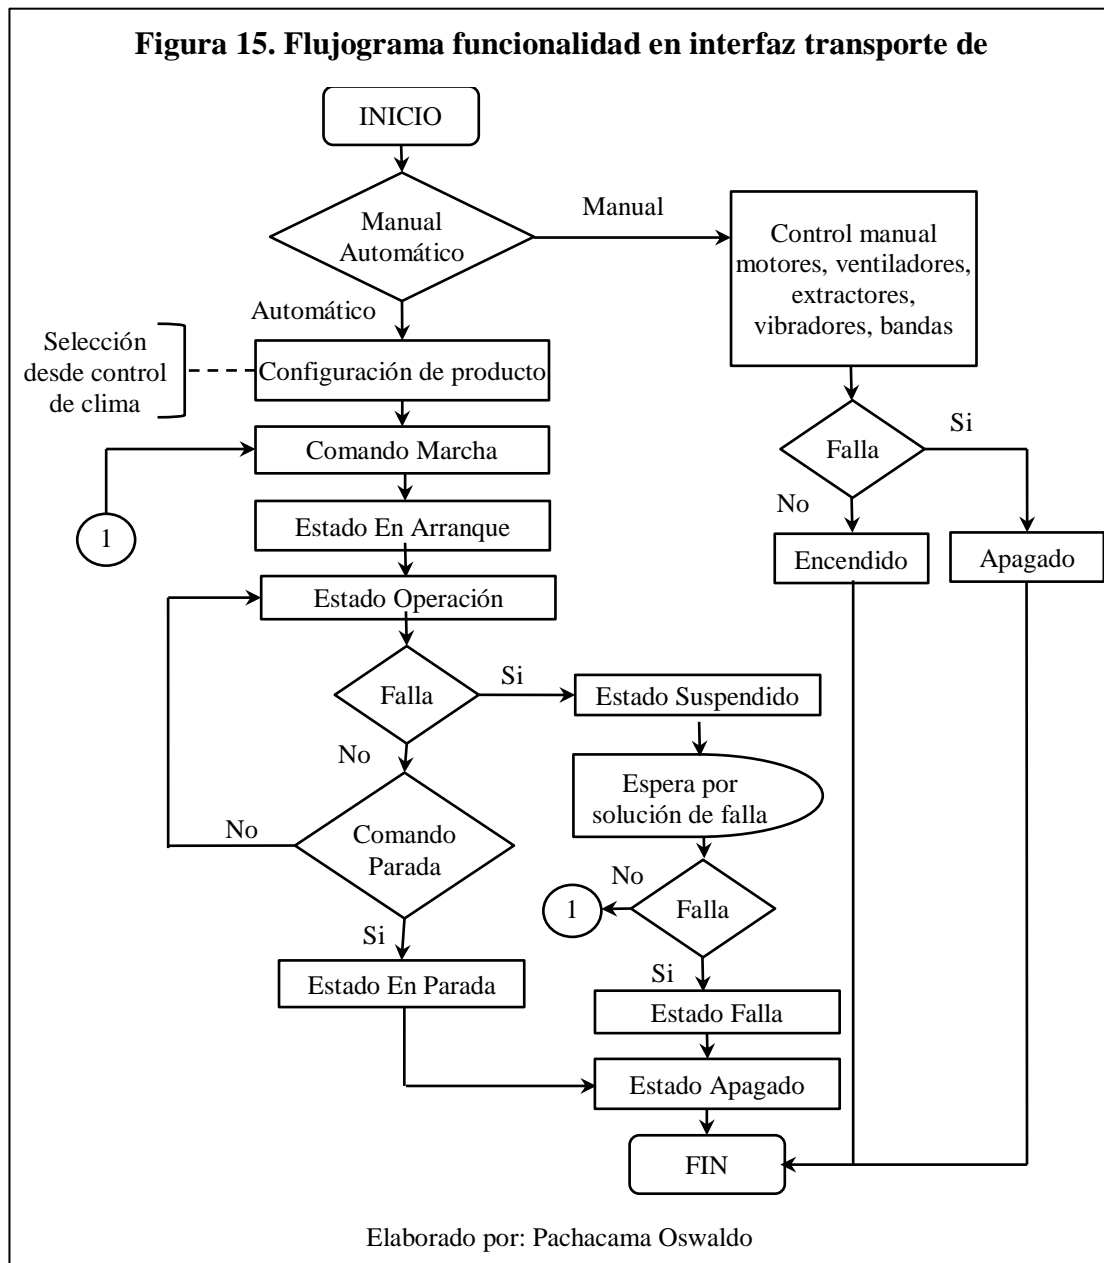 Figura 15. Flujograma funcionalidad en interfaz transporte de
INICIO
Manual
Automático
Manual
Control manual
motores, ventiladores,
extractores,
vibradores, bandas
Automático
Selección
desde control
de clima
Configuración de producto
Comando Marcha
1
Estado En Arranque
Estado Operación
Falla
Si
No
Encendido
Apagado
Falla
Si
Estado Suspendido
No
Espera por
solución de falla
Comando
Parada
No
Si
No
1
Falla
Si
Estado En Parada
Estado Falla
Estado Apagado
FIN
Elaborado por: Pachacama Oswaldo